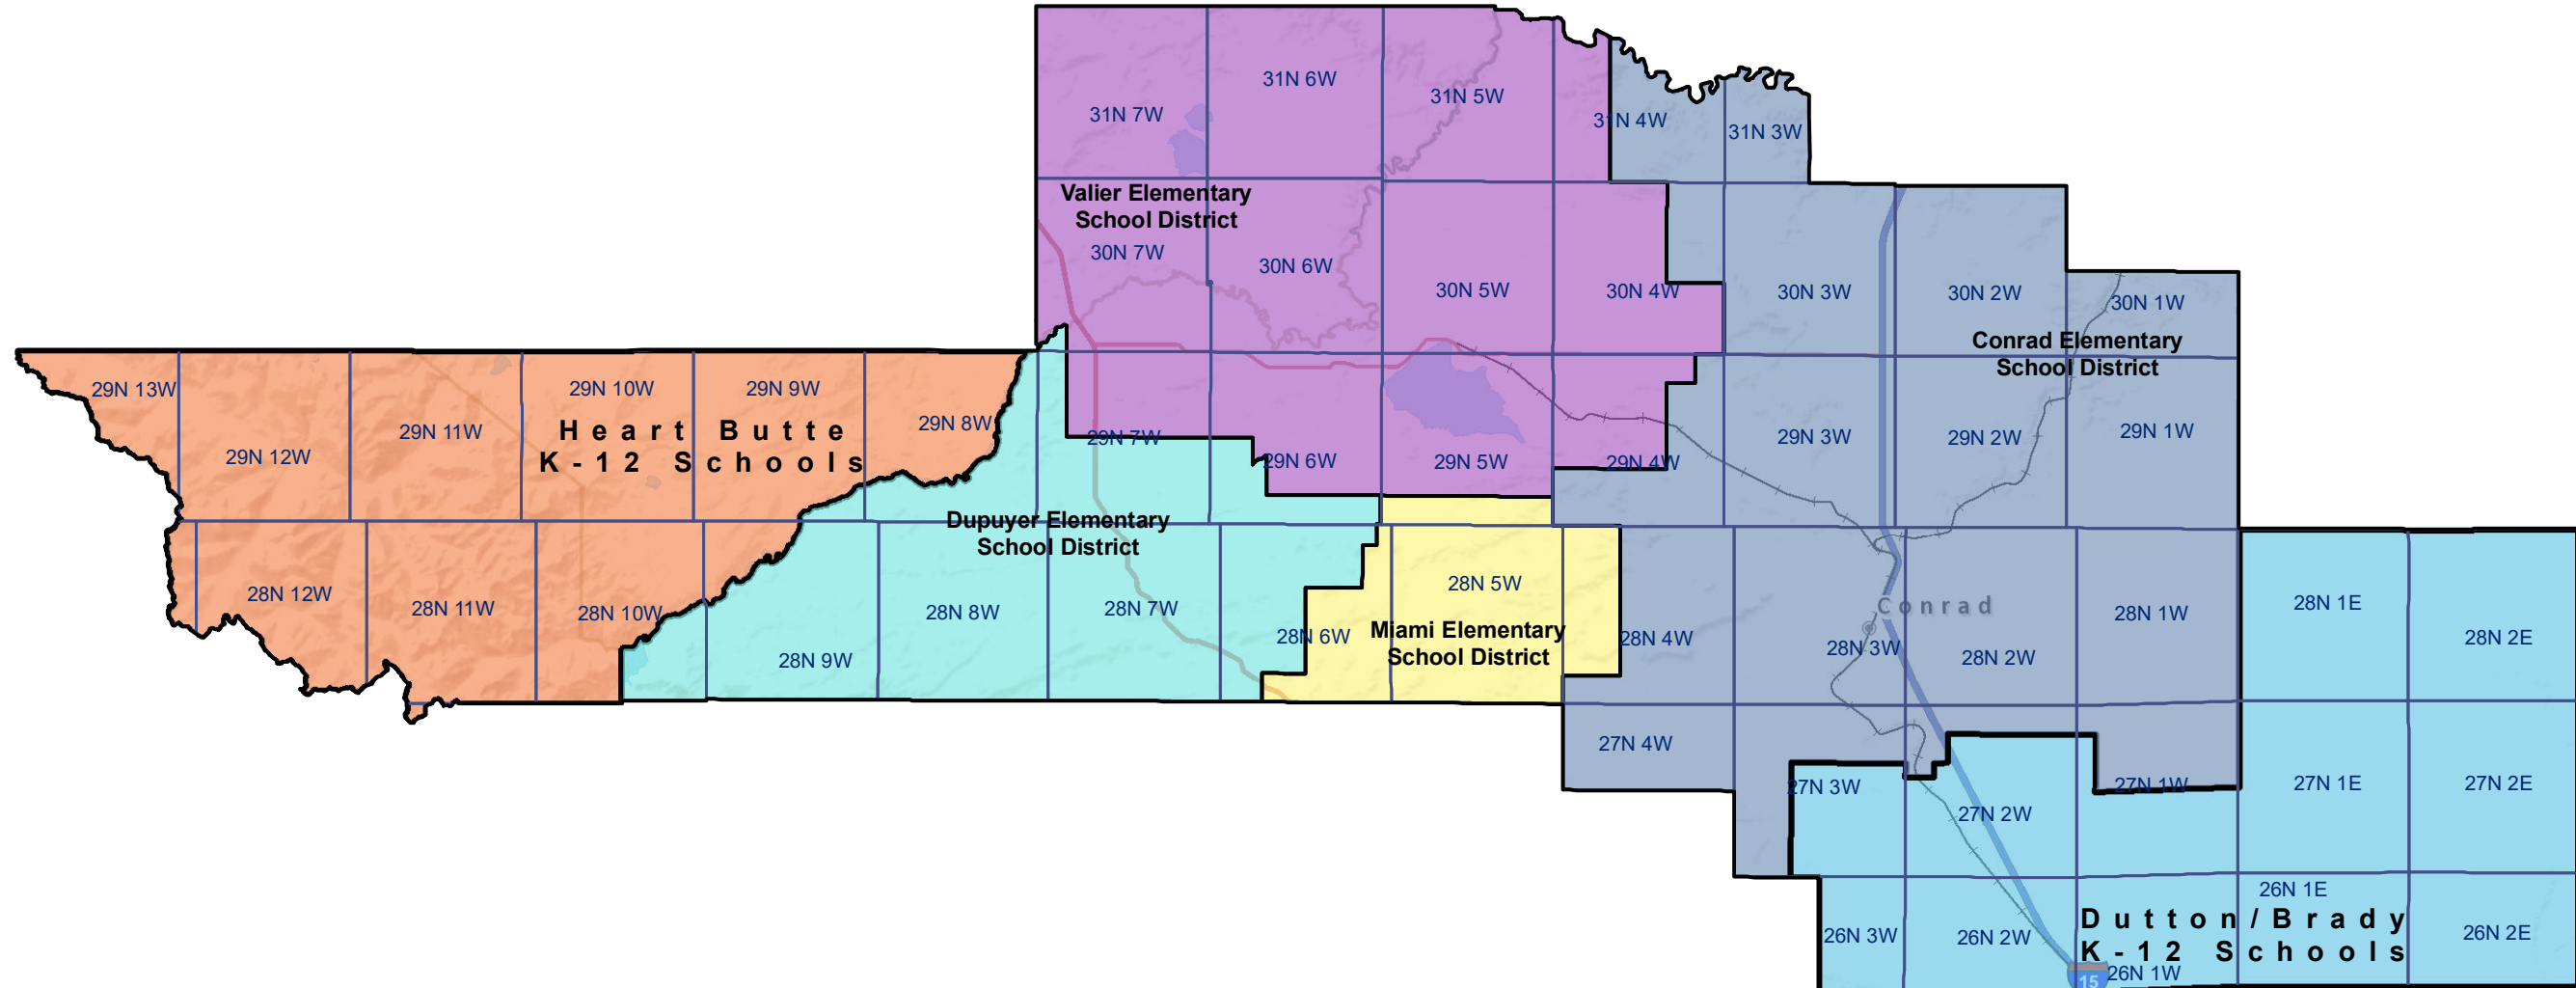 31N 6W
31N 5W
31N 7W
31N 4W
31N 3W
Valier Elementary
School District
30N 7W
30N 6W
30N 5W
30N 4W
30N 3W
30N 2W
30N 1W
Conrad Elementary
School District
29N 13W
29N 12W
29N 11W
29N 10W
29N 9W
29N 8W
Heart Butte
K-12 Schools
29N 7W
29N 6W
29N 5W
29N 4W
29N 3W
29N 2W
29N 1W
Dupuyer Elementary
School District
28N 12W
28N 11W
28N 10W
28N 9W
28N 8W
28N 7W
28N 6W
28N 5W
Miami Elementary
School District
28N 4W
28N 3W
Conrad
28N 2W
28N 1W
28N 1E
28N 2E
27N 4W
27N 3W
27N 2W
27N 1W
27N 1E
27N 2E
26N 1E
Dutton/Brady
K-12 Schools
26N 3W
26N 2W
26N 2E
26N 1W
15